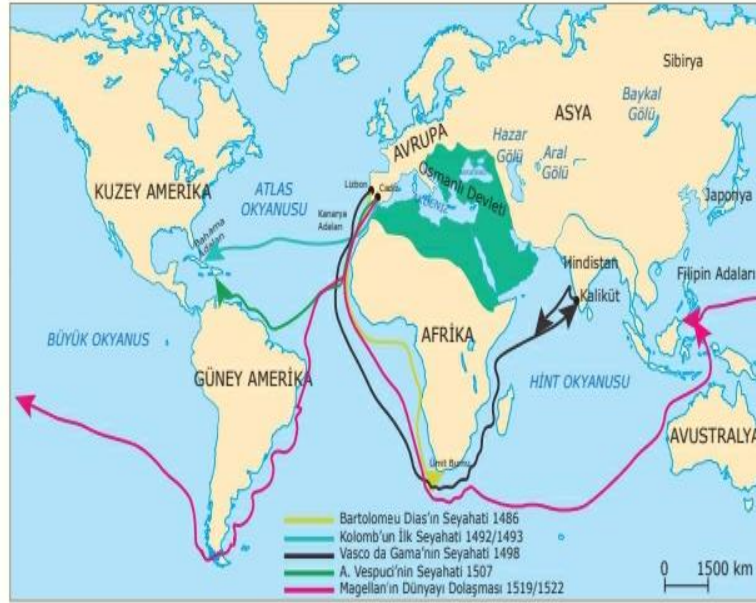 Sibirya
ASYA
Baykal
Gölü
AVRUPA
Hazar
Gölü
Aral
Gölü
KUZEY AMERİKA
ATLAS
OKYANUSU
Lizbon
Osmanlı Devleti
Japonya
Kanarya
Adaları
Bahama
Adaları
Hindistan
Filipin Adaları
Kaliküt
BÜYÜK OKYANUS
AFRİKA
GÜNEY AMERİKA
HİNT OKYANUSU
AVUSTRALYA
Ümit Burnu
Bartolomeu Dias'ın Seyahati 1486
Kolomb'un İlk Seyahati 1492/1493
Vasco da Gama'nın Seyahati 1498
A. Vespuci'nin Seyahati 1507
Magellan'ın Dünyayı Dolaşması 1519/1522
0 1500 km